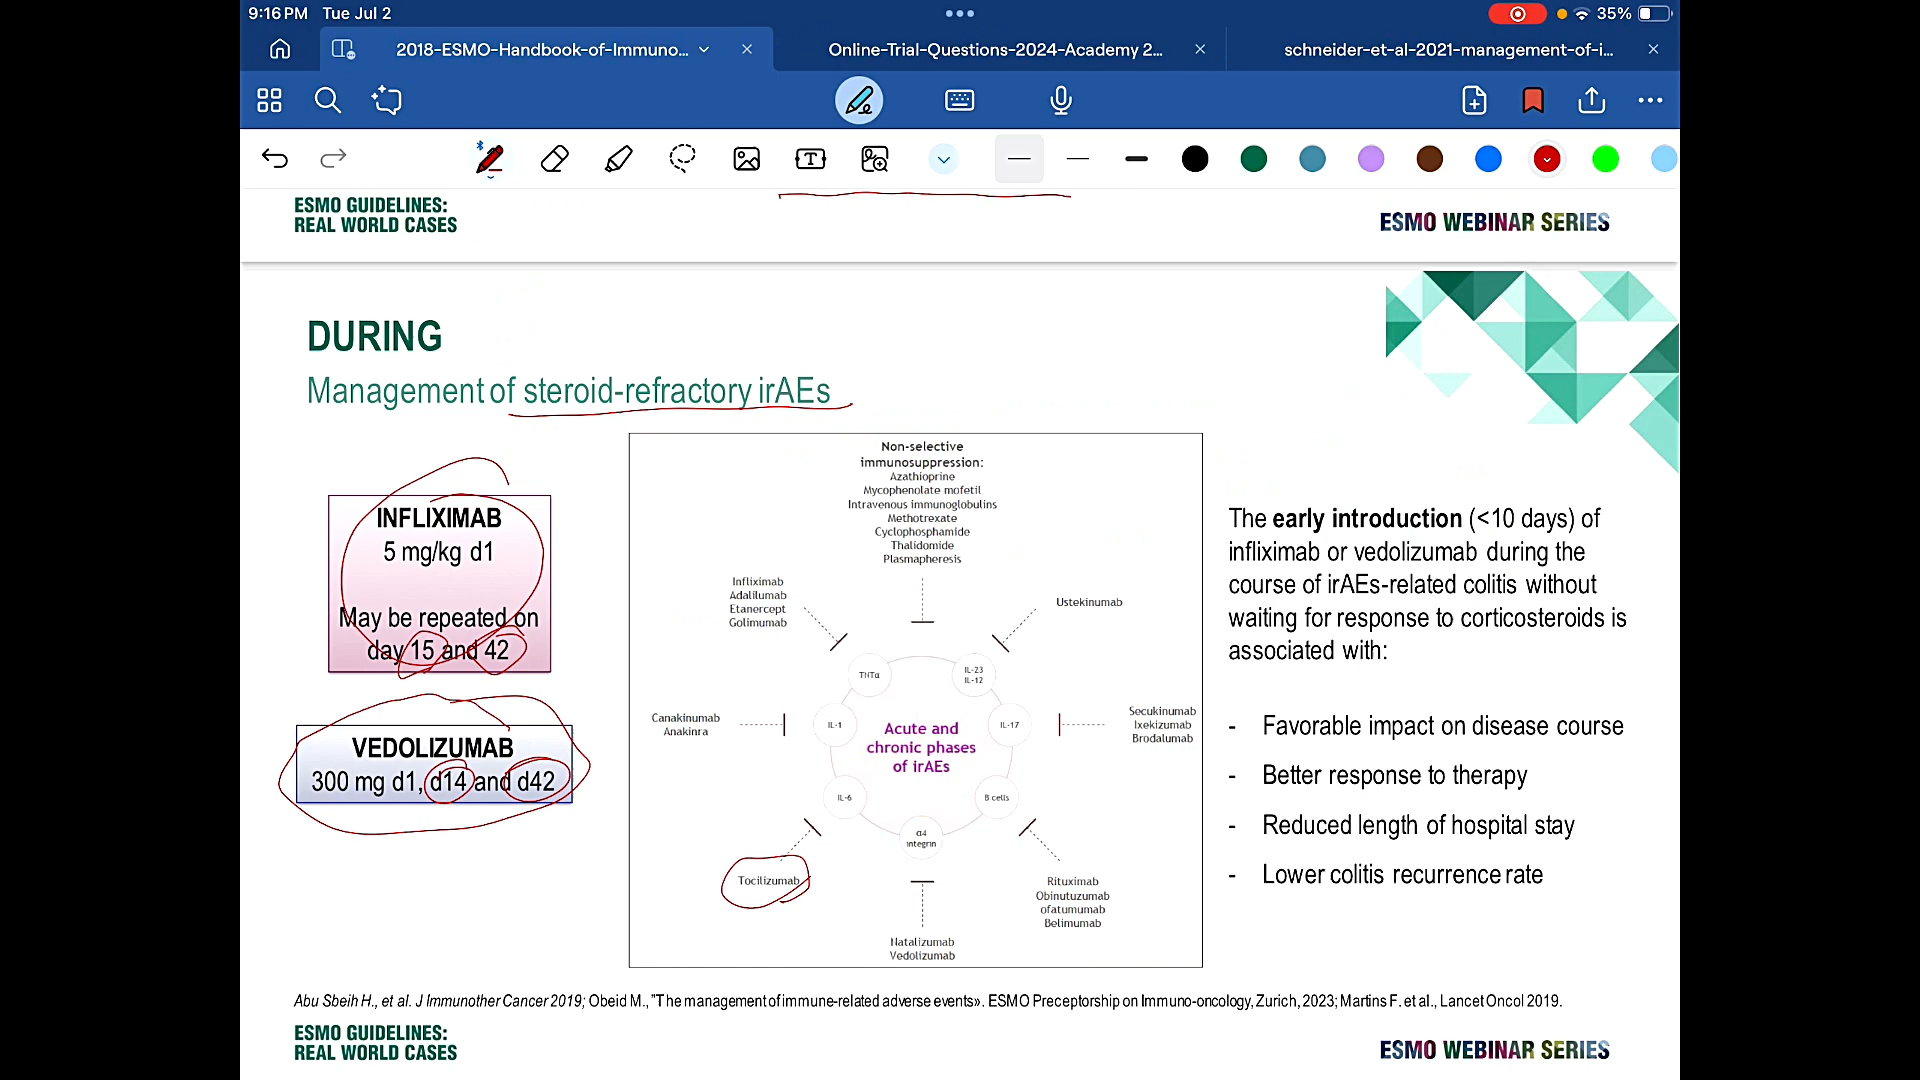 9:16 PM Tue Jul 2
35%
2018-ESMO-Handbook-of-Immuno...
Online-Trial-Questions-2024-Academy 2...
schneider-et-al-2021-management-of-i...
T
ESMO GUIDELINES:
REAL WORLD CASES
ESMO WEBINAR SERIES
DURING
Management of steroid-refractory irAEs
INFLIXIMAB
5 mg/kg d1
May be repeated on
day 15 and 42
VEDOLIZUMAB
300 mg d1, d14 and d42
Non-selective
immunosuppression:
Azathioprine
Mycophenolate mofetil
Intravenous immunoglobulins
Methotrexate
Cyclophosphamide
Thalidomide
Plasmapheresis
Infliximab
Adalilumab
Etanercept
Golimumab
Ustekinumab
TNTα
IL-23
IL-12
Canakinumab
Anakinra
IL-1
IL-17
Secukinumab
Ixekizumab
Brodalumab
Acute and
chronic phases
of irAEs
IL-6
B cells
α4
integrin
Tocilizumab
Rituximab
Obinutuzumab
ofatumumab
Belimumab
Natalizumab
Vedolizumab
The early introduction (<10 days) of
infliximab or vedolizumab during the
course of irAEs-related colitis without
waiting for response to corticosteroids is
associated with:
- Favorable impact on disease course
- Better response to therapy
- Reduced length of hospital stay
- Lower colitis recurrence rate
Abu Sbeih H., et al. J Immunother Cancer 2019; Obeid M., "The management of immune-related adverse events». ESMO Preceptorship on Immuno-oncology, Zurich, 2023; Martins F. et al., Lancet Oncol 2019.
ESMO GUIDELINES:
REAL WORLD CASES
ESMO WEBINAR SERIES